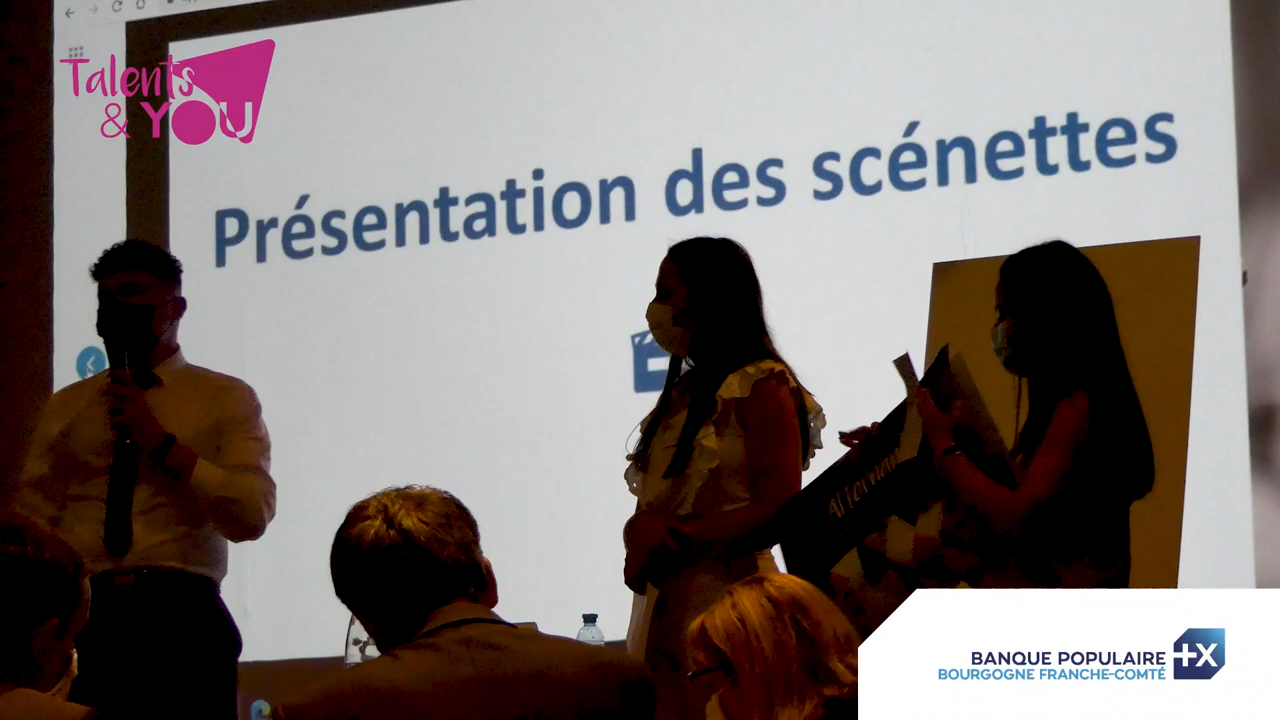 Talents
& YOU
Présentation des scénettes
BANQUE POPULAIRE
BOURGOGNE FRANCHE-COMTÉ
+X